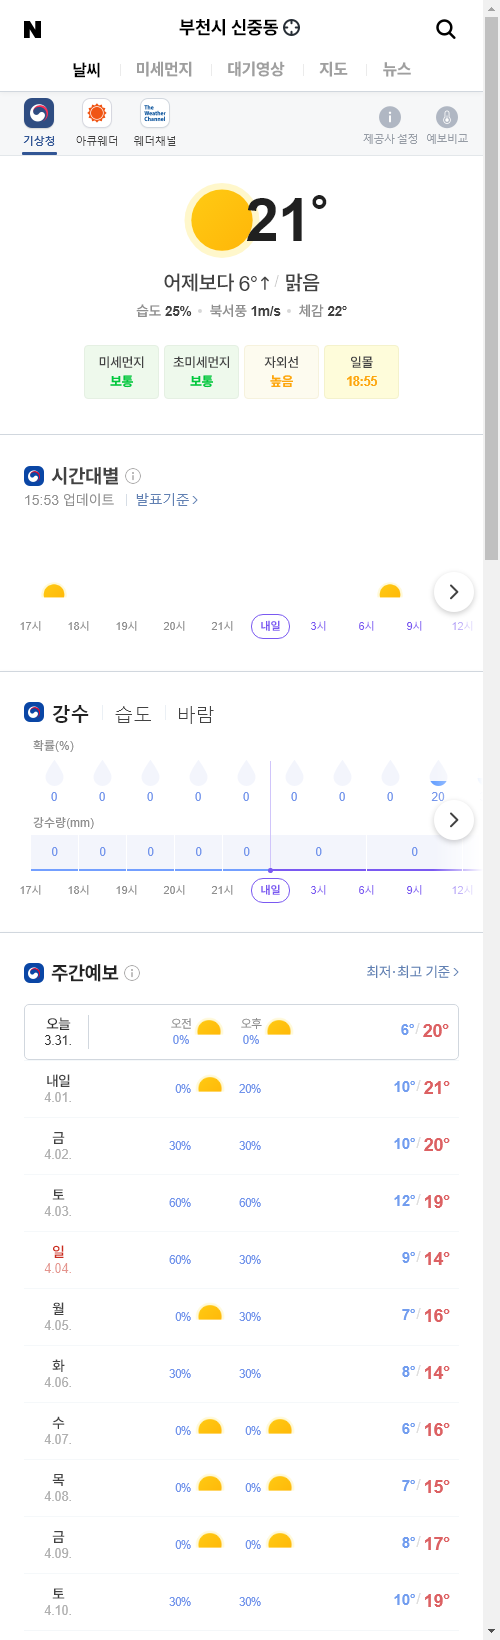 N 부천시 신중동
날씨 미세먼지 대기영상 지도 뉴스
The Weather Channel
기상청 아큐웨더 웨더채널 제공사 설정 예보비교
21°
어제보다 6°↑ / 맑음
습도 25% 북서풍 1m/s 체감 22°
미세먼지 초미세먼지 자외선 일몰
보통 보통 높음 18:55
시간대별
15:53 업데이트 발표기준 >
17시 18시 19시 20시 21시 내일 3시 6시 9시 12시
강수 습도 바람
확률(%)
0 0 0 0 0 0 0 0 20
강수량(mm)
0 0 0 0 0 0 0
17시 18시 19시 20시 21시 내일 3시 6시 9시 12시
주간예보 최저·최고 기준 >
오늘 오전 오후
3.31. 0% 0% 6° / 20°
내일
4.01. 0% 20% 10° / 21°
금
4.02. 30% 30% 10° / 20°
토
4.03. 60% 60% 12° / 19°
일
4.04. 60% 30% 9° / 14°
월
4.05. 0% 30% 7° / 16°
화
4.06. 30% 30% 8° / 14°
수
4.07. 0% 0% 6° / 16°
목
4.08. 0% 0% 7° / 15°
금
4.09. 0% 0% 8° / 17°
토
4.10. 30% 30% 10° / 19°